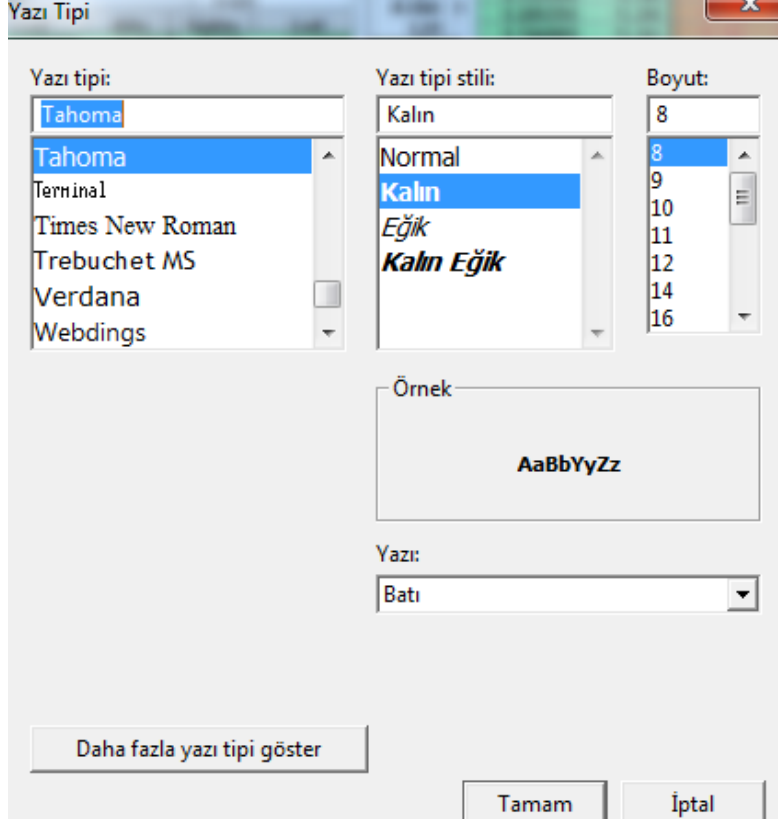 Yazı Tipi
Yazı tipi:
Tahoma
Tahoma
Terminal
Times New Roman
Trebuchet MS
Verdana
Webdings
Yazı tipi stili:
Kalın
Normal
Kalın
Eğik
Kalın Eğik
Boyut:
8
8
9
10
11
12
14
16
Örnek
AaBbYyZz
Yazı:
Batı
Daha fazla yazı tipi göster
Tamam
İptal